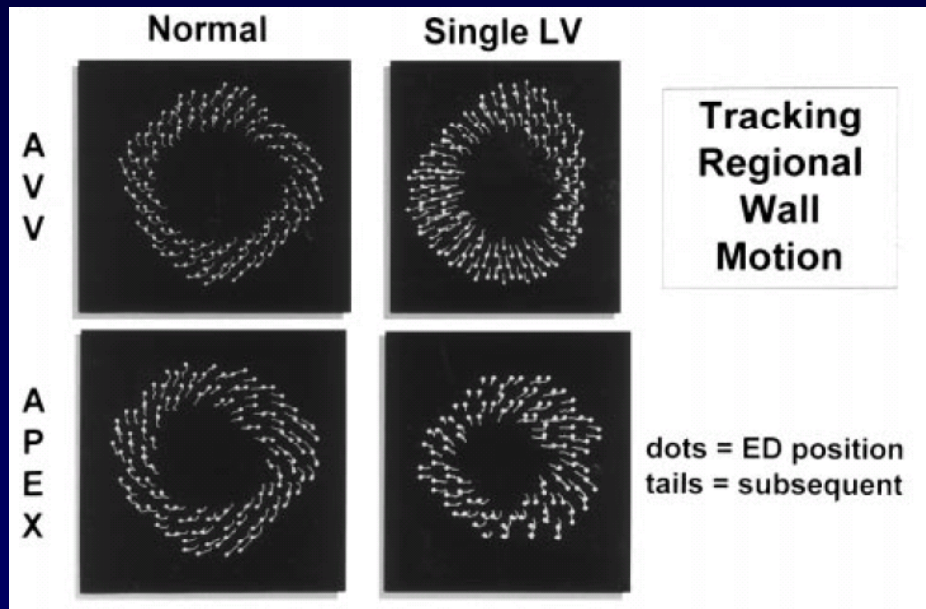 Normal
Single LV
A
V
V
Tracking
Regional
Wall
Motion
A
P
E
X
dots = ED position
tails = subsequent